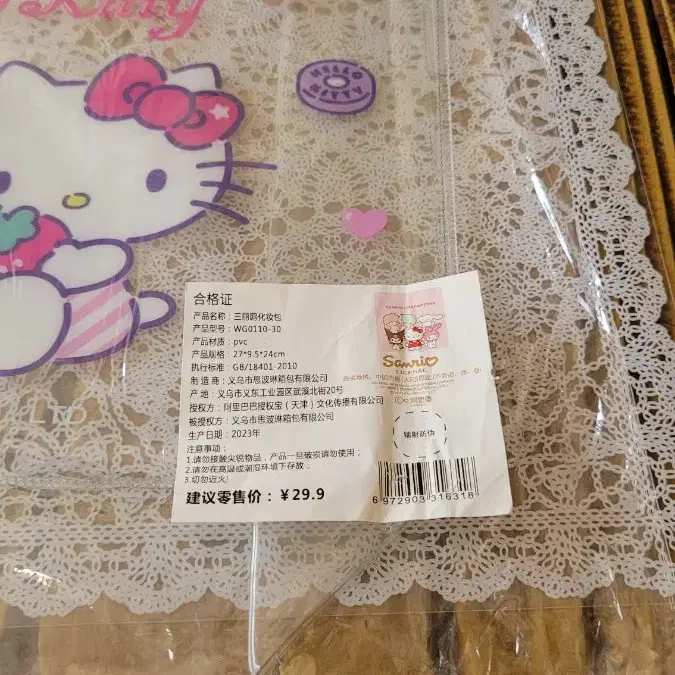 Kitty
HELLO
KITTY
合格证
产品名称：三丽鸥化妆包
产品型号：WG0110-30
产品材质：pvc
产品规格：27*9.5*24cm
执行标准：GB/18401-2010
制造商：义乌市思波琳箱包有限公司
产地：义乌市义东工业园区武溪北街20号
授权方：阿里巴巴授权宝（天津）文化传播有限公司
被授权方：义乌市思波琳箱包有限公司
生产日期：2023年
注意事项：
1.请勿接触尖锐物品，产品一旦破损请勿使用；
2.请勿在高温或潮湿环境下存放；
3.切勿近火！
建议零售价：¥29.9
Sanrio
LICENSE
辐射防伪
6 972903 316318
LTD